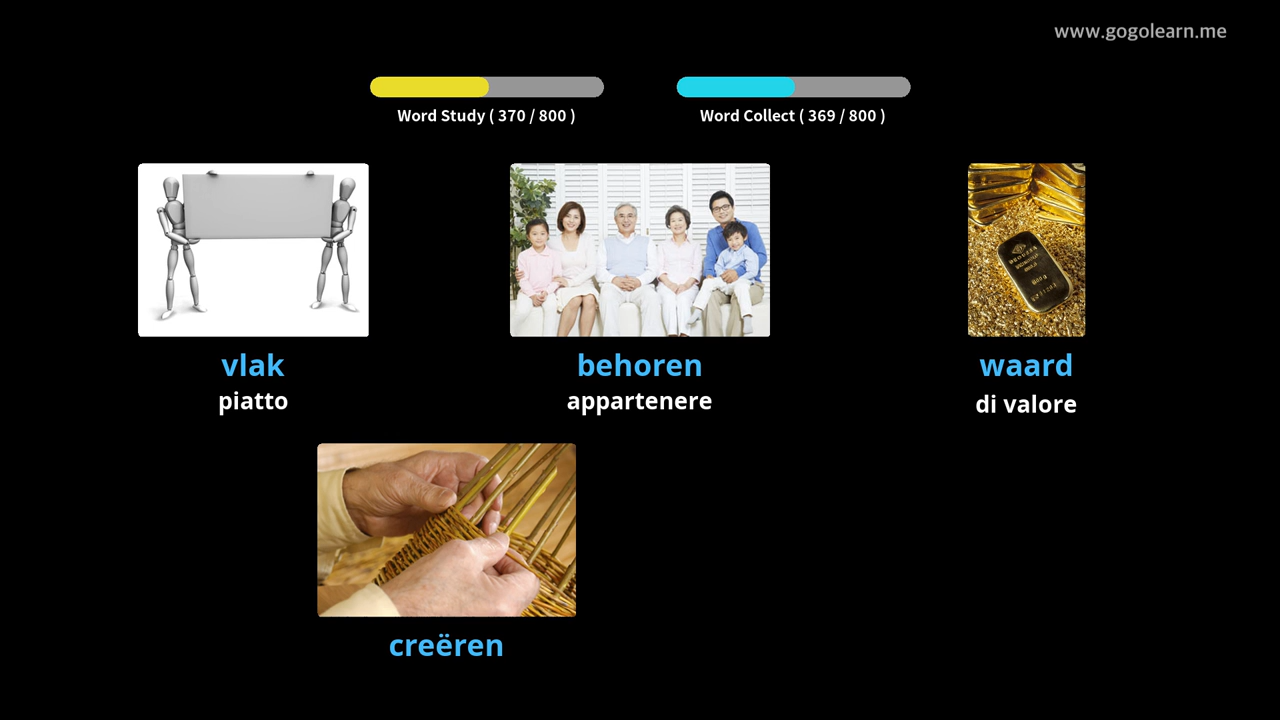 www.gogolearn.me
Word Study ( 370 / 800 )
Word Collect ( 369 / 800 )
vlak
piatto
behoren
appartenere
waard
di valore
creëren